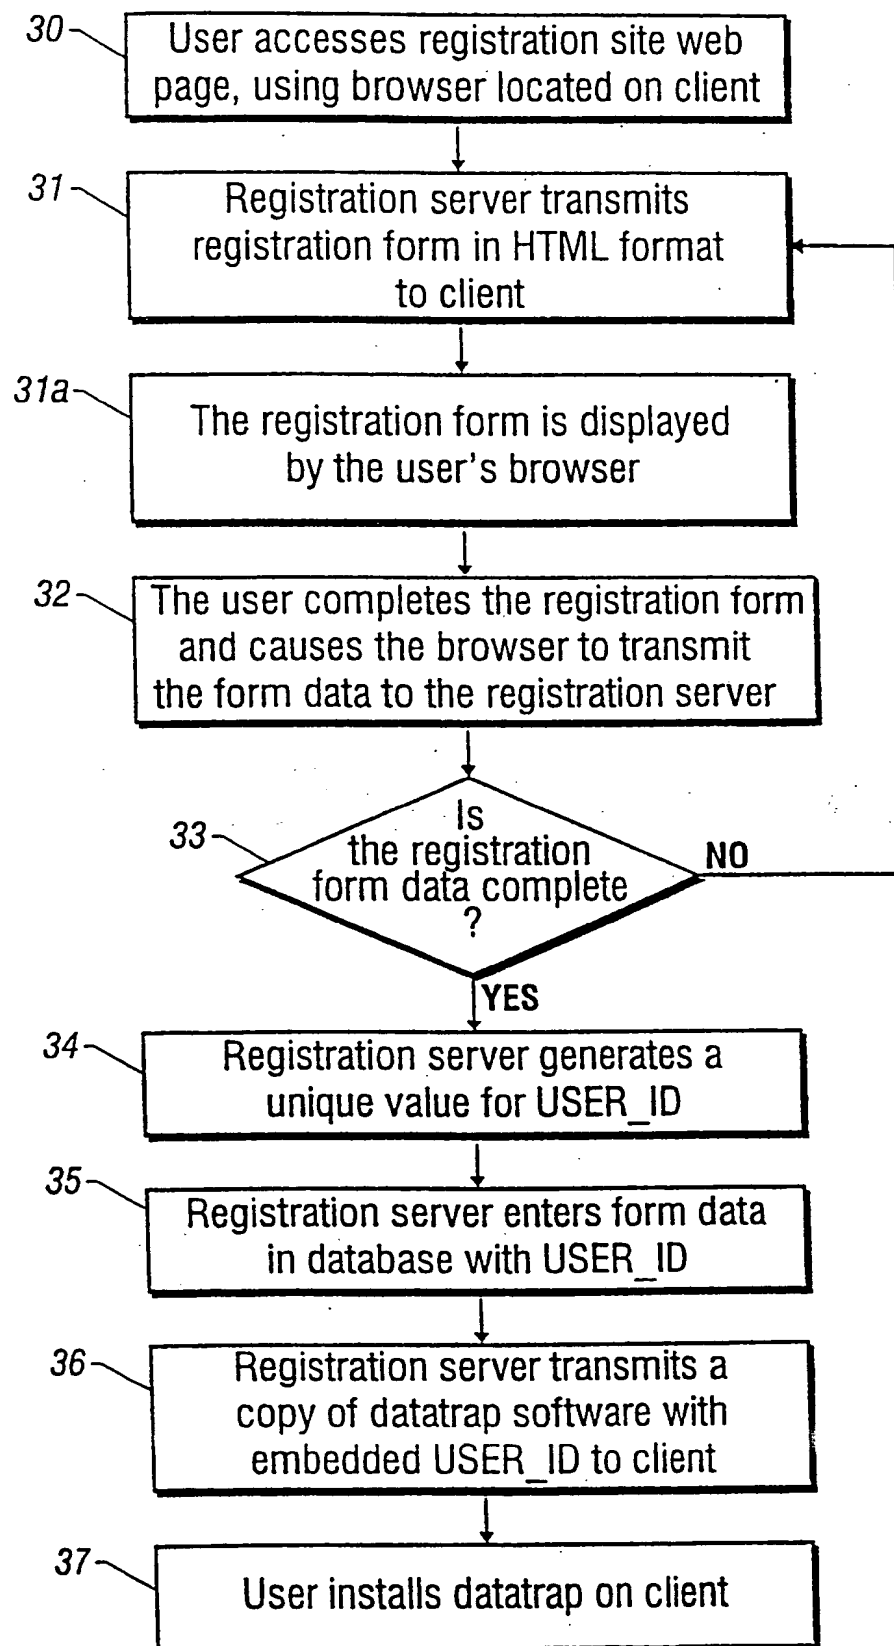 30
User accesses registration site web
page, using browser located on client
31
Registration server transmits
registration form in HTML format
to client
31a
The registration form is displayed
by the user's browser
32
The user completes the registration form
and causes the browser to transmit
the form data to the registration server
33
Is
the registration
form data complete
?
NO
YES
34
Registration server generates a
unique value for USER_ID
35
Registration server enters form data
in database with USER_ID
36
Registration server transmits a
copy of datatrap software with
embedded USER_ID to client
37
User installs datatrap on client